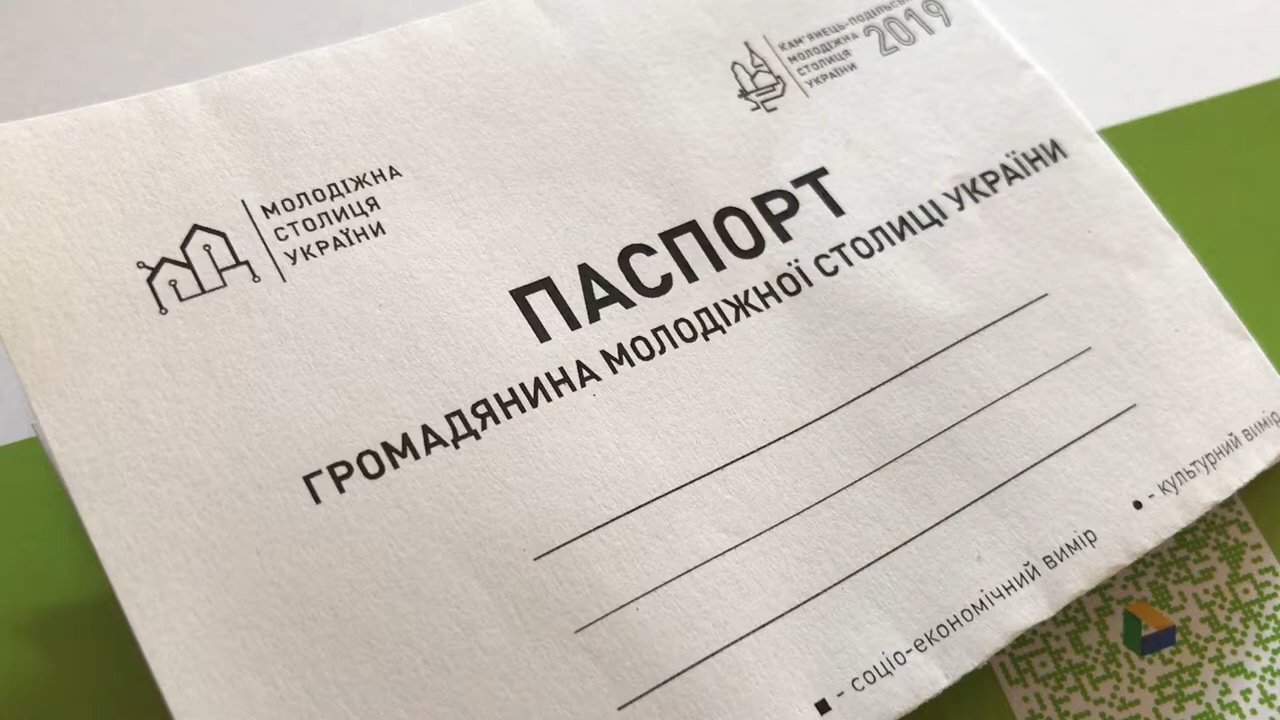 МОЛОДІЖНА
СТОЛИЦЯ
УКРАЇНИ
КАМ'ЯНЕЦЬ-ПОДІЛЬСЬ
МОЛОДІЖНА
СТОЛИЦЯ
УКРАЇНИ
2019
ПАСПОРТ
ГРОМАДЯНИНА МОЛОДІЖНОЇ СТОЛИЦІ УКРАЇНИ
- соціо-економічний вимір
- культурний вимір